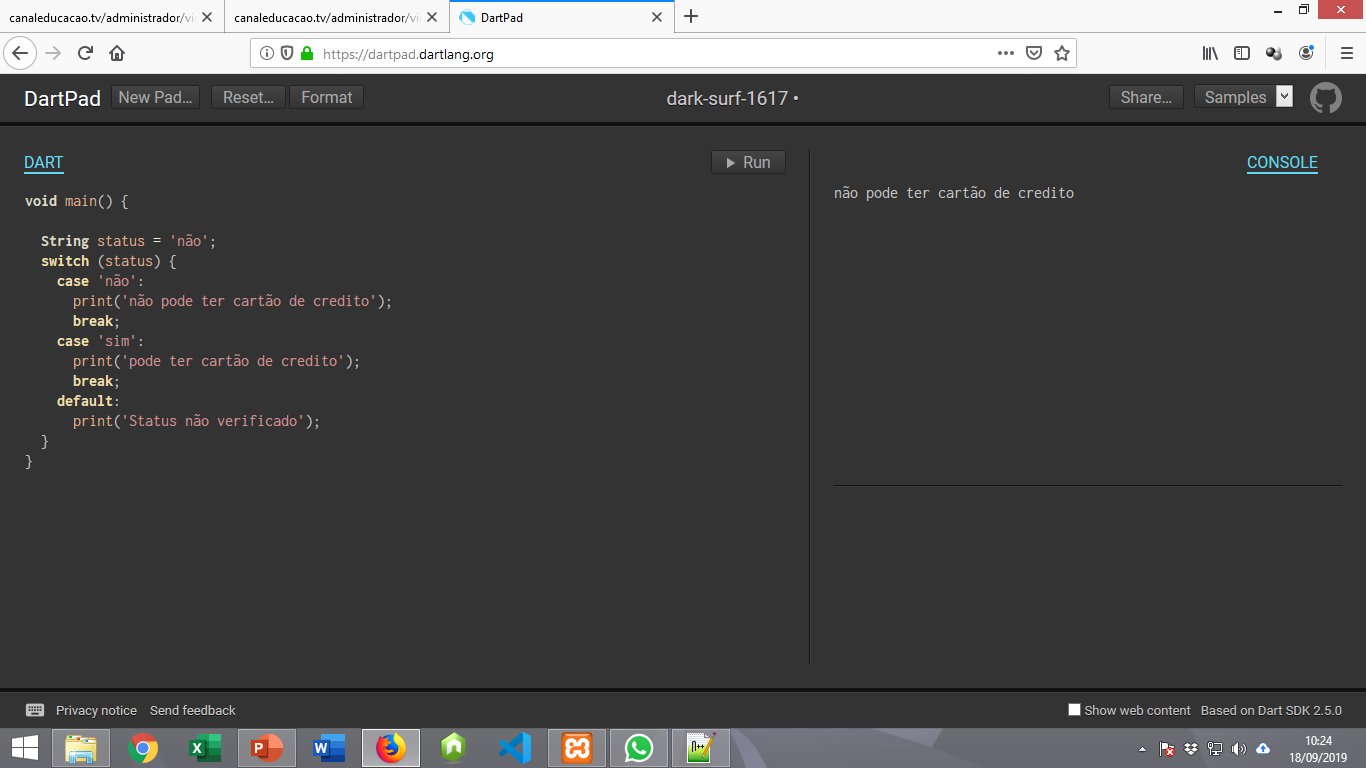 canaleducacao.tv/administrador/vi
canaleducacao.tv/administrador/vi
DartPad
https://dartpad.dartlang.org
DartPad
New Pad...
Reset...
Format
dark-surf-1617 •
Share...
Samples
DART
Run
CONSOLE
void main() {
String status = 'não';
switch (status) {
case 'não':
print('não pode ter cartão de credito');
break;
case 'sim':
print('pode ter cartão de credito');
break;
default:
print('Status não verificado');
}
}
não pode ter cartão de credito
Privacy notice
Send feedback
Show web content
Based on Dart SDK 2.5.0
10:24
18/09/2019